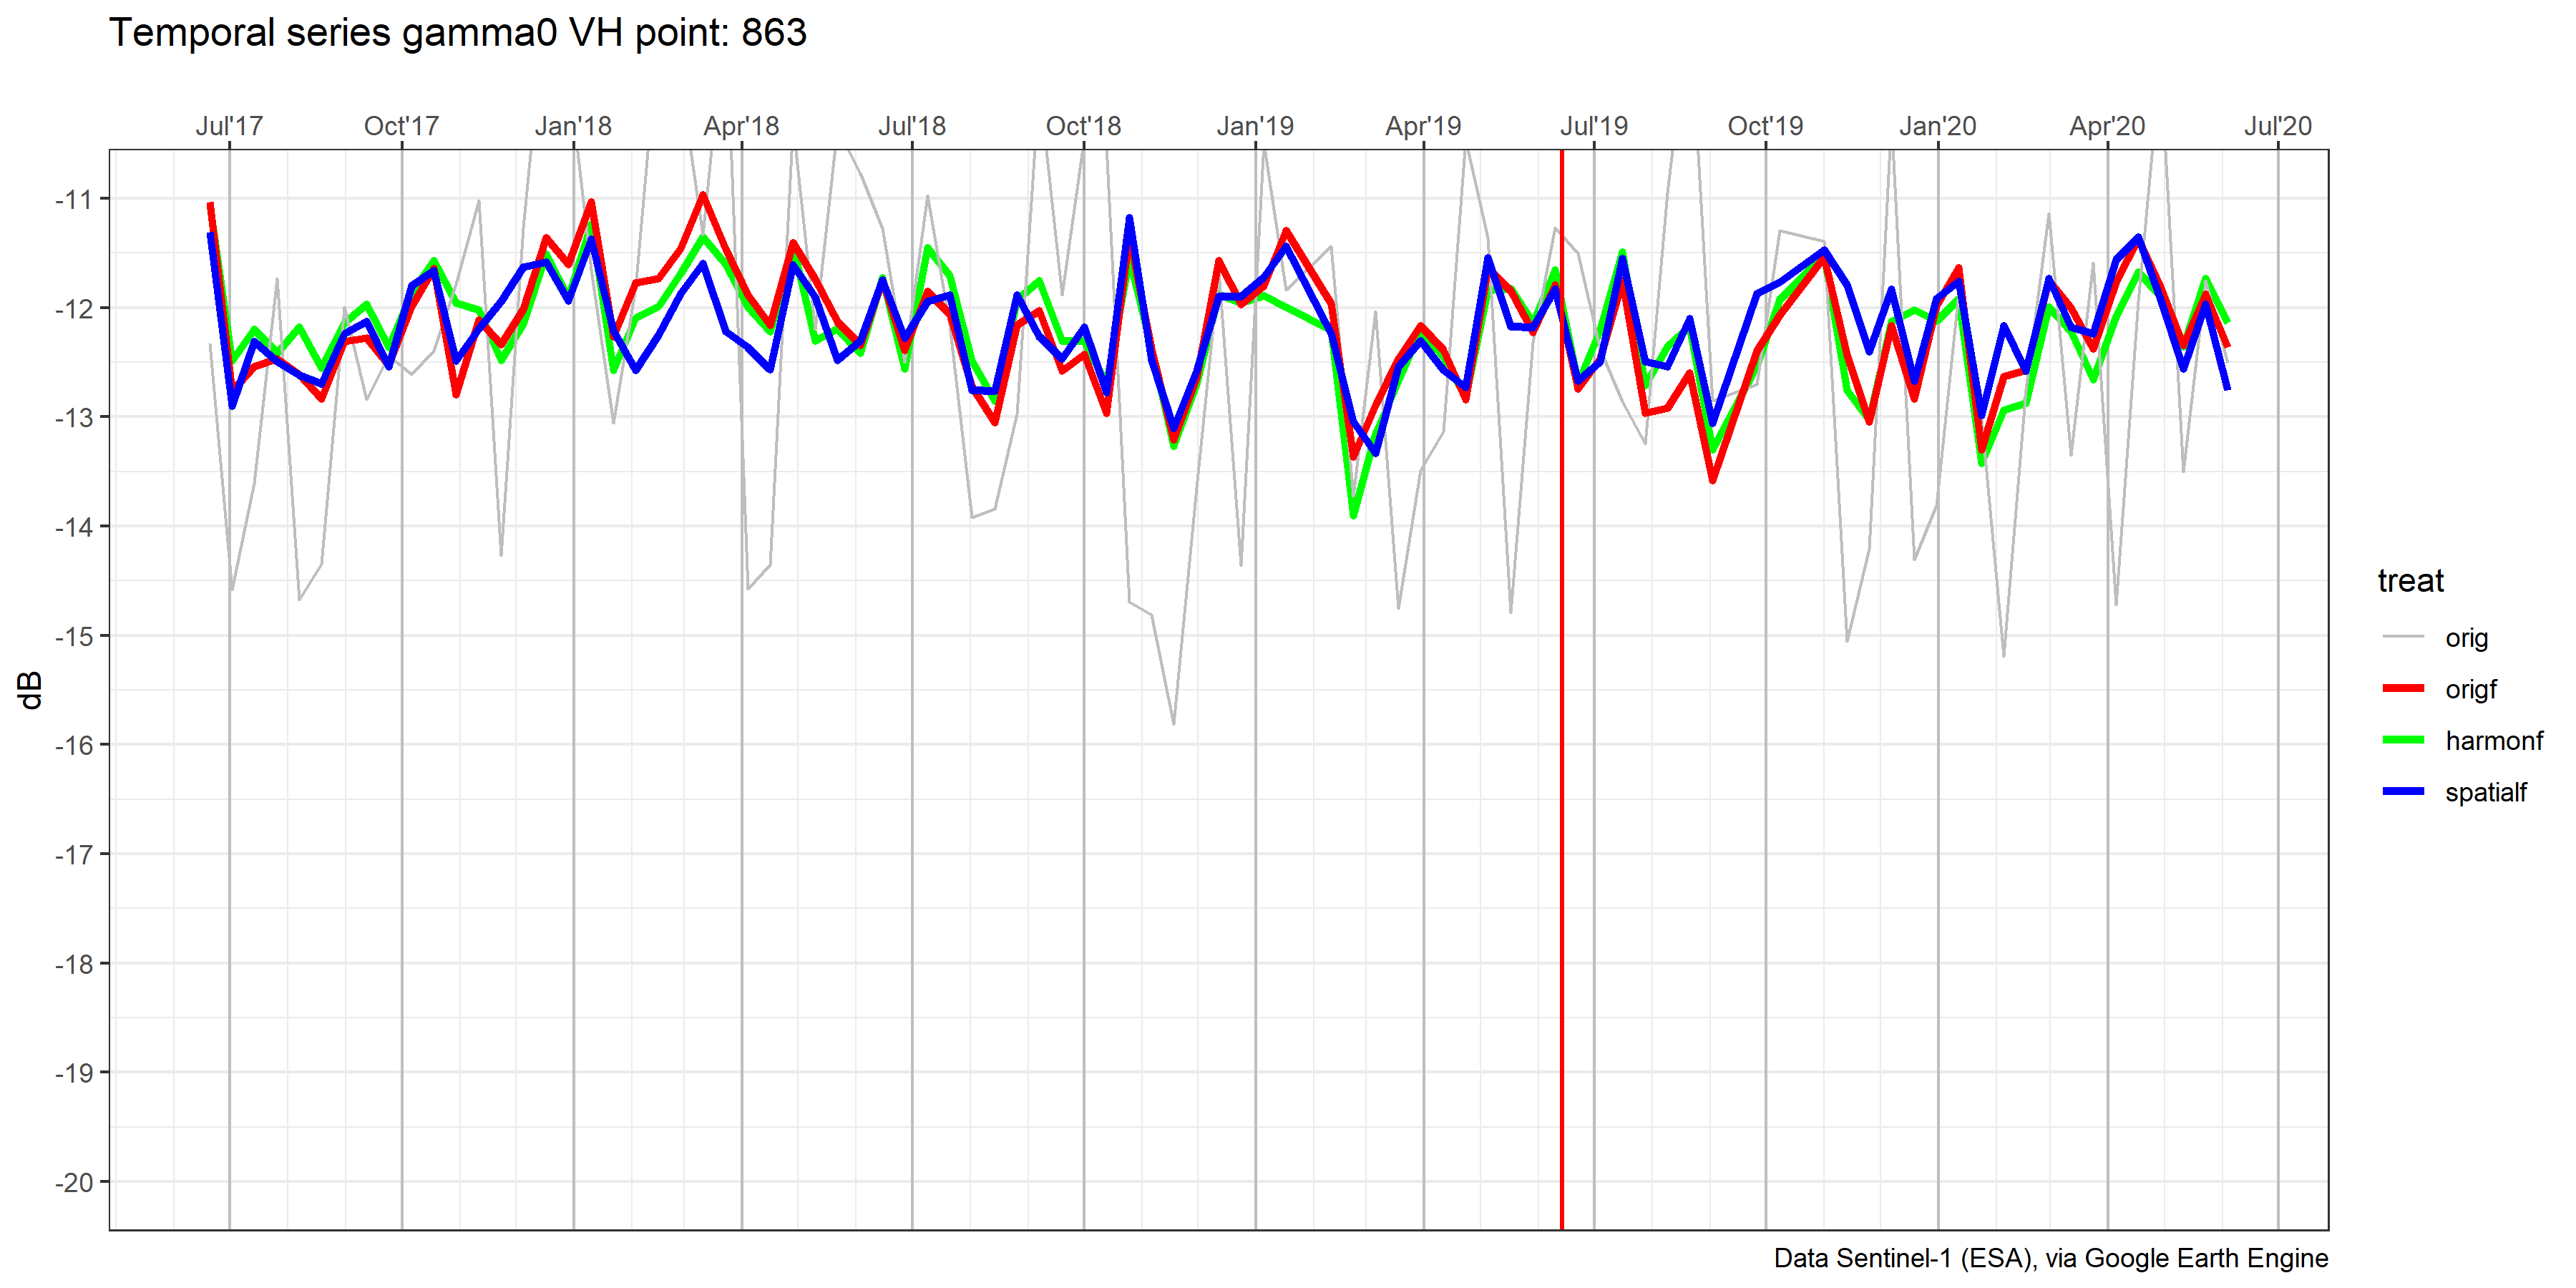 Temporal series gamma0 VH point: 863
Jul'17 Oct'17 Jan'18 Apr'18 Jul'18 Oct'18 Jan'19 Apr'19 Jul'19 Oct'19 Jan'20 Apr'20 Jul'20
-11
-12
-13
-14
-15
-16
-17
-18
-19
-20
dB
treat
orig
origf
harmonf
spatialf
Data Sentinel-1 (ESA), via Google Earth Engine